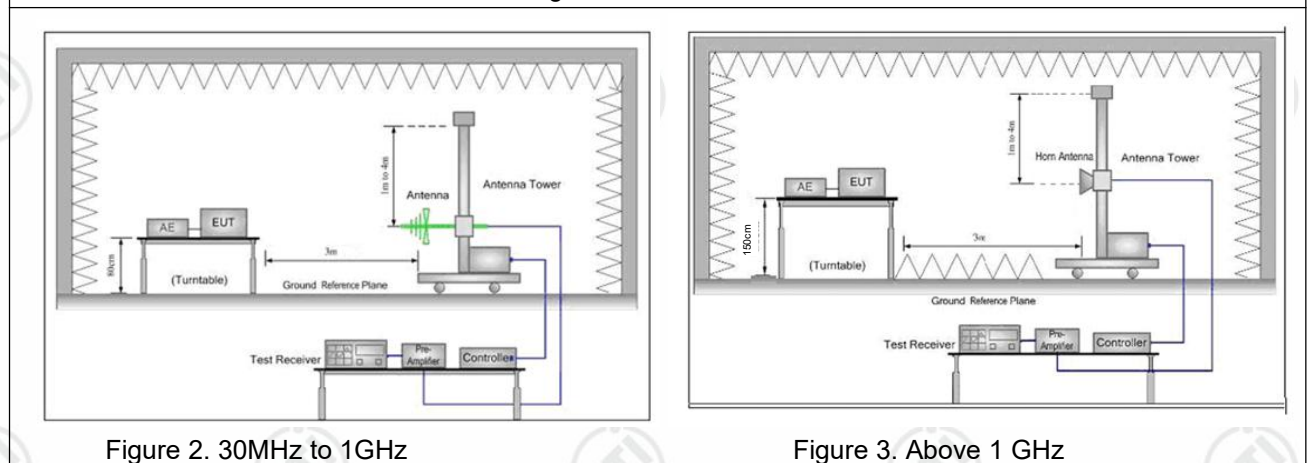 1m to 4m
Antenna
Antenna Tower
AE
EUT
80cm
(Turntable)
3m
Ground Reference Plane
Test Receiver
Pre-
Amplifier
Controller
Figure 2. 30MHz to 1GHz
1m to 4m
Horn Antenna
Antenna Tower
AE
EUT
150cm
(Turntable)
3m
Ground Reference Plane
Test Receiver
Pre-
Amplifier
Controller
Figure 3. Above 1 GHz